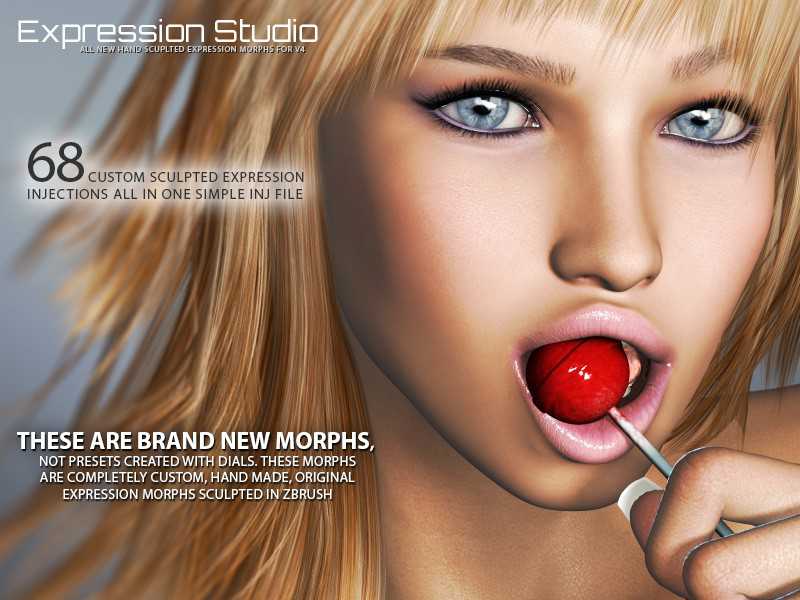 Expression Studio
ALL NEW HAND SCUPLTED EXPRESSION MORPHS FOR V4
68 CUSTOM SCULPTED EXPRESSION
INJECTIONS ALL IN ONE SIMPLE INJ FILE
THESE ARE BRAND NEW MORPHS,
NOT PRESETS CREATED WITH DIALS. THESE MORPHS
ARE COMPLETELY CUSTOM, HAND MADE, ORIGINAL
EXPRESSION MORPHS SCULPTED IN ZBRUSH